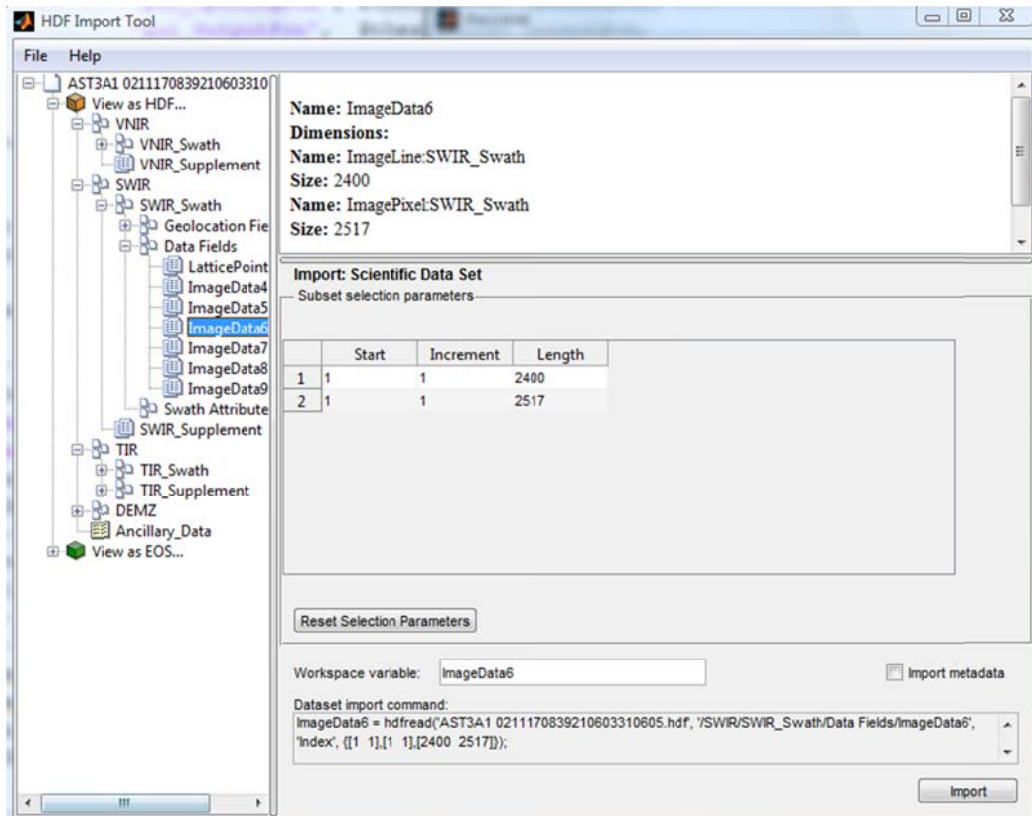 HDF Import Tool
File Help
AST3A1 0211170839210603310
View as HDF...
VNIR
VNIR_Swath
VNIR_Supplement
SWIR
SWIR_Swath
Geolocation Fie
Data Fields
LatticePoint
ImageData4
ImageData5
ImageData6
ImageData7
ImageData8
ImageData9
Swath Attribute
SWIR_Supplement
TIR
TIR_Swath
TIR_Supplement
DEMZ
Ancillary_Data
View as EOS...
Name: ImageData6
Dimensions:
Name: ImageLine:SWIR_Swath
Size: 2400
Name: ImagePixel:SWIR_Swath
Size: 2517
Import: Scientific Data Set
Subset selection parameters
Start Increment Length
1 1 1 2400
2 1 1 2517
Reset Selection Parameters
Workspace variable: ImageData6
Import metadata
Dataset import command:
ImageData6 = hdfread('AST3A1 0211170839210603310605.hdf', '/SWIR/SWIR_Swath/Data Fields/ImageData6',
'Index', {[1 1],[1 1],[2400 2517]});
Import